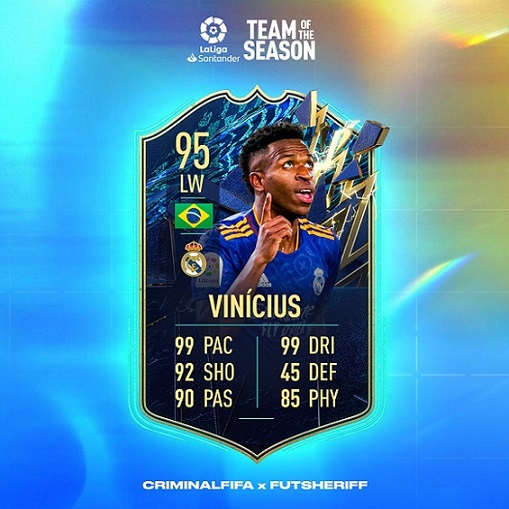 LaLiga
Santander
TEAM OF THE
SEASON
95
LW
LaLiga
VINÍCIUS
99 PAC
99 DRI
92 SHO
45 DEF
90 PAS
85 PHY
CRIMINALFIFA x FUTSHERIFF